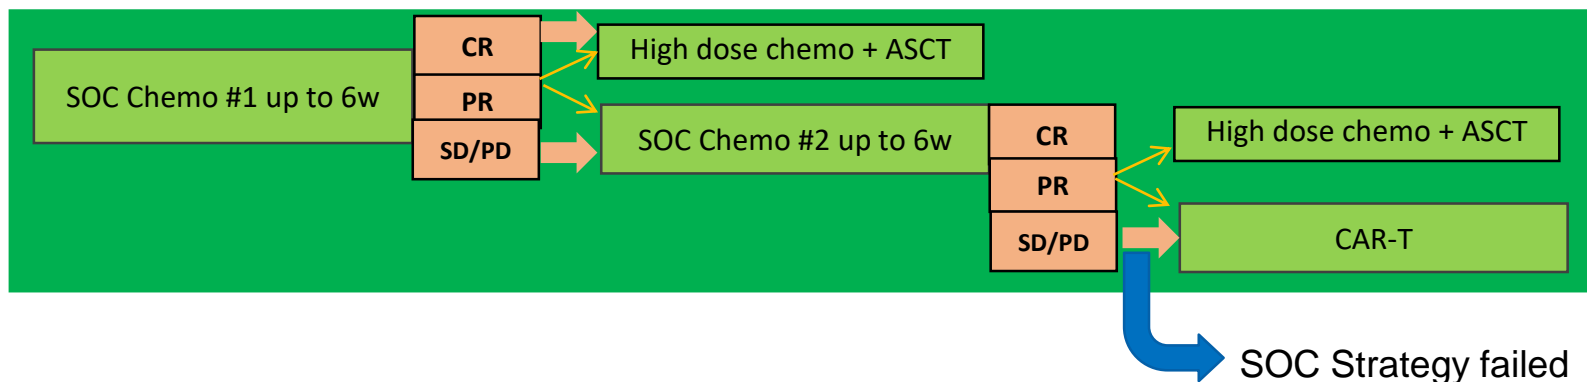 CR
High dose chemo + ASCT
SOC Chemo #1 up to 6w
PR
SD/PD
SOC Chemo #2 up to 6w
CR
High dose chemo + ASCT
PR
SD/PD
CAR-T
SOC Strategy failed